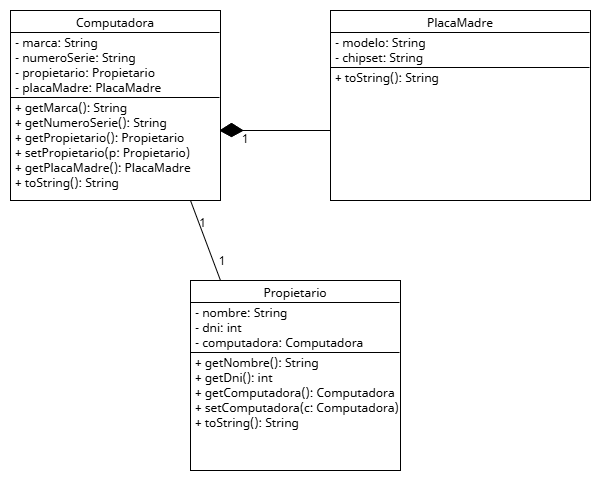 Computadora
- marca: String
- numeroSerie: String
- propietario: Propietario
- placaMadre: PlacaMadre
+ getMarca(): String
+ getNumeroSerie(): String
+ getPropietario(): Propietario
+ setPropietario(p: Propietario)
+ getPlacaMadre(): PlacaMadre
+ toString(): String
PlacaMadre
- modelo: String
- chipset: String
+ toString(): String
1
1
1
Propietario
- nombre: String
- dni: int
- computadora: Computadora
+ getNombre(): String
+ getDni(): int
+ getComputadora(): Computadora
+ setComputadora(c: Computadora)
+ toString(): String